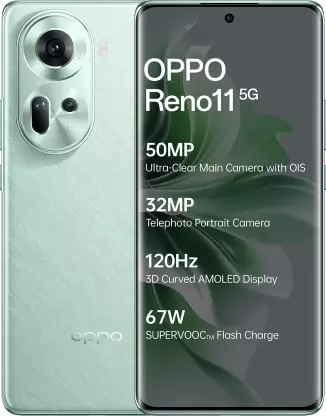 OPPO
Reno11 5G
50MP
Ultra-Clear Main Camera with OIS
32MP
Telephoto Portrait Camera
120Hz
3D Curved AMOLED Display
67W
SUPERVOOC™ Flash Charge
oppo